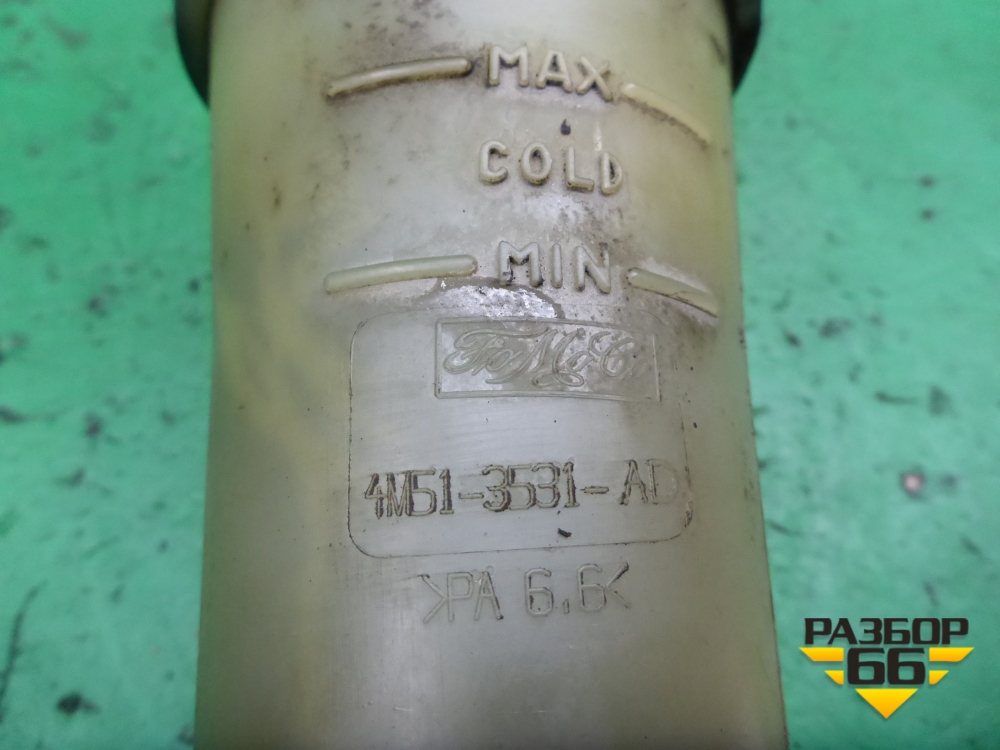 MAX
COLD
MIN
FoMoCo
4M51-3531-AD
>PA 6.6<
РАЗБОР
66